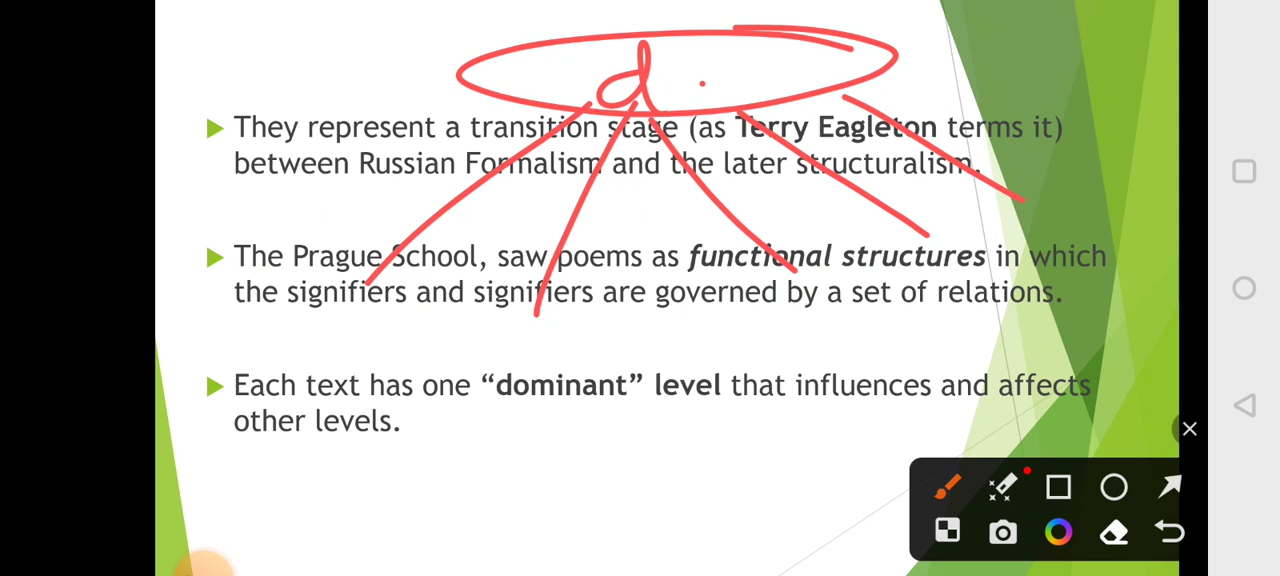 d
They represent a transition stage (as Terry Eagleton terms it)
between Russian Formalism and the later structuralism.
The Prague School, saw poems as functional structures in which
the signifiers and signifiers are governed by a set of relations.
Each text has one “dominant” level that influences and affects
other levels.